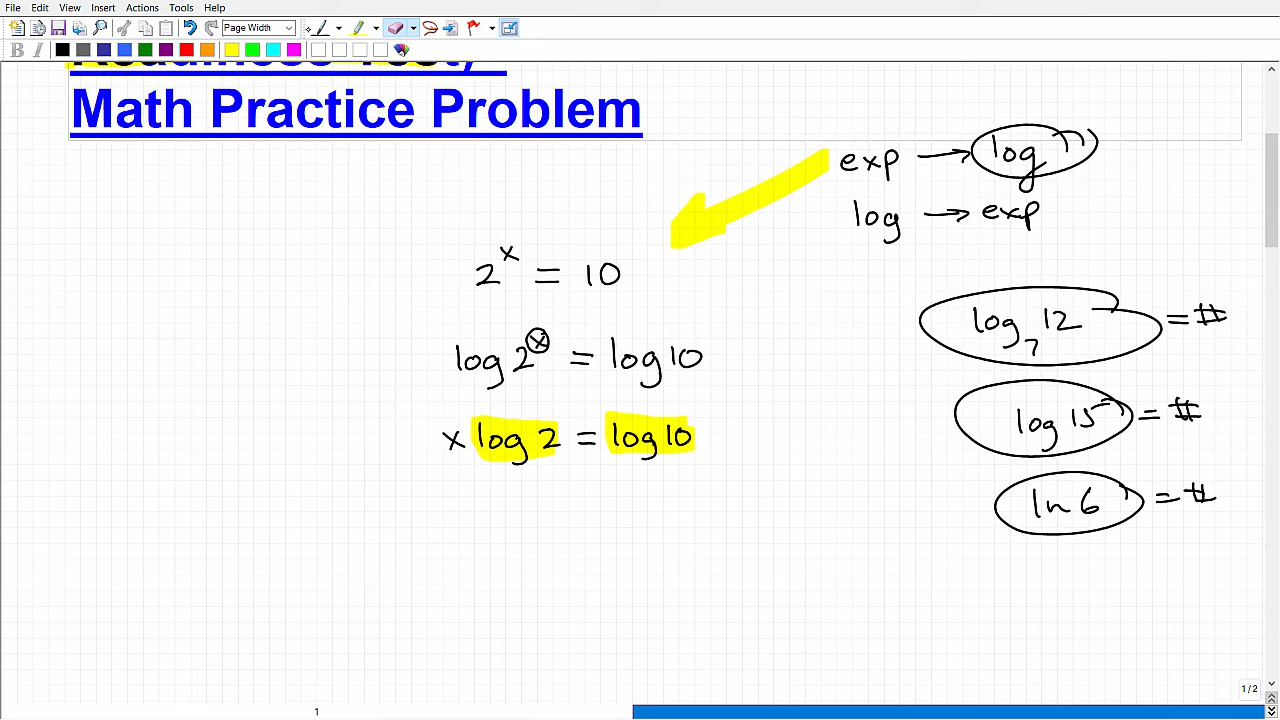 File Edit View Insert Actions Tools Help
Page Width
B I
Math Practice Problem
exp → log
log → exp
2^x = 10
log 2^x = log 10
x log 2 = log 10
log_7 12 = #
log 15 = #
ln 6 = #
1/2
1